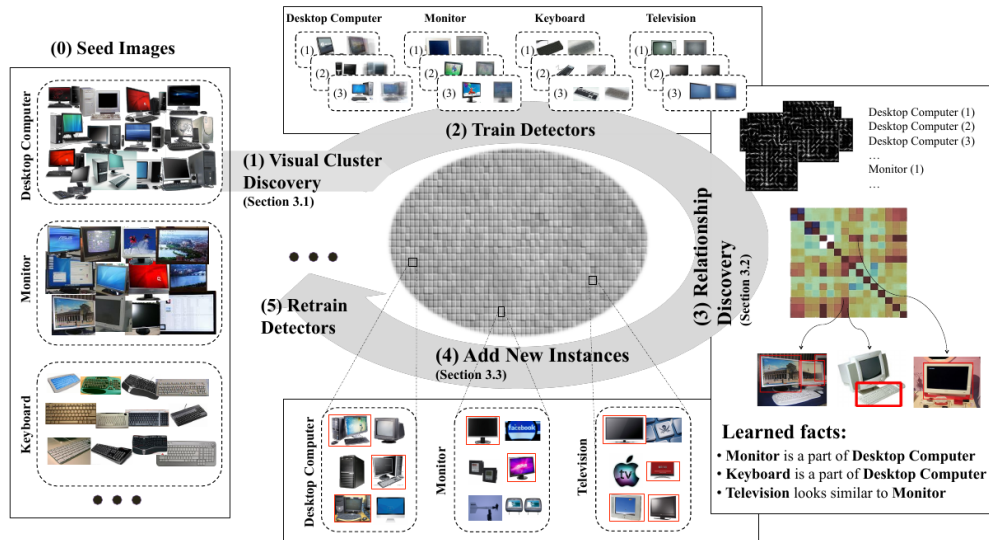 (0) Seed Images
Desktop Computer
Monitor
Keyboard
Desktop Computer
Monitor
Keyboard
Television
(1)
(2)
(3)
(1)
(2)
(3)
(1)
(2)
(3)
(1)
(2)
(3)
(2) Train Detectors
(1) Visual Cluster
Discovery
(Section 3.1)
(3) Relationship
Discovery
(Section 3.2)
(5) Retrain
Detectors
(4) Add New Instances
(Section 3.3)
Desktop Computer
Monitor
facebook
Television
tv
Desktop Computer (1)
Desktop Computer (2)
Desktop Computer (3)
…
Monitor (1)
…
Learned facts:
• Monitor is a part of Desktop Computer
• Keyboard is a part of Desktop Computer
• Television looks similar to Monitor